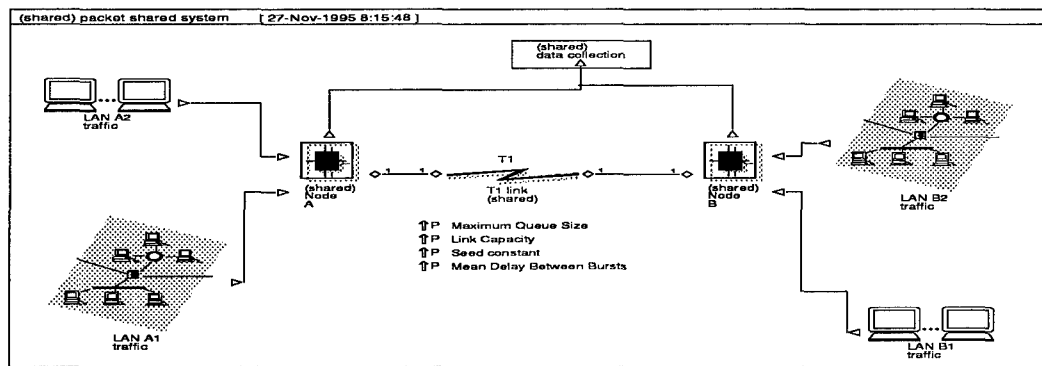 (shared) packet shared system [ 27-Nov-1995 8:15:48 ]
(shared)
data collection
LAN A2
traffic
(shared)
Node
A
1 1
T1
T1 link
(shared)
1 1
(shared)
Node
B
LAN B2
traffic
⇑P Maximum Queue Size
⇑P Link Capacity
⇑P Seed constant
⇑P Mean Delay Between Bursts
LAN A1
traffic
LAN B1
traffic